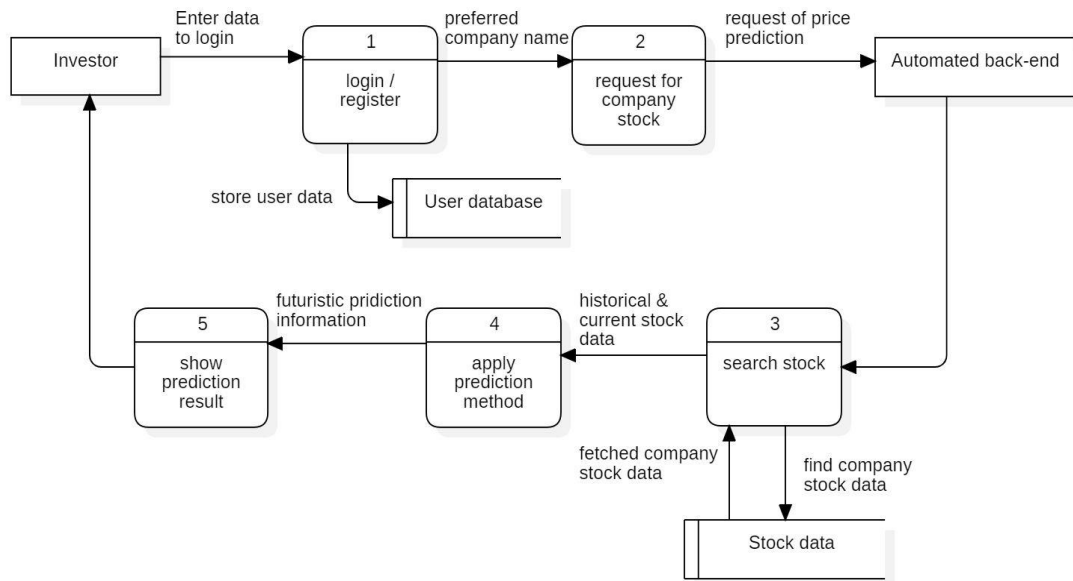 Enter data
to login
preferred
company name
request of price
prediction
Investor
1
login /
register
2
request for
company
stock
Automated back-end
store user data
User database
futuristic pridiction
information
historical &
current stock
data
5
show
prediction
result
4
apply
prediction
method
3
search stock
fetched company
stock data
find company
stock data
Stock data